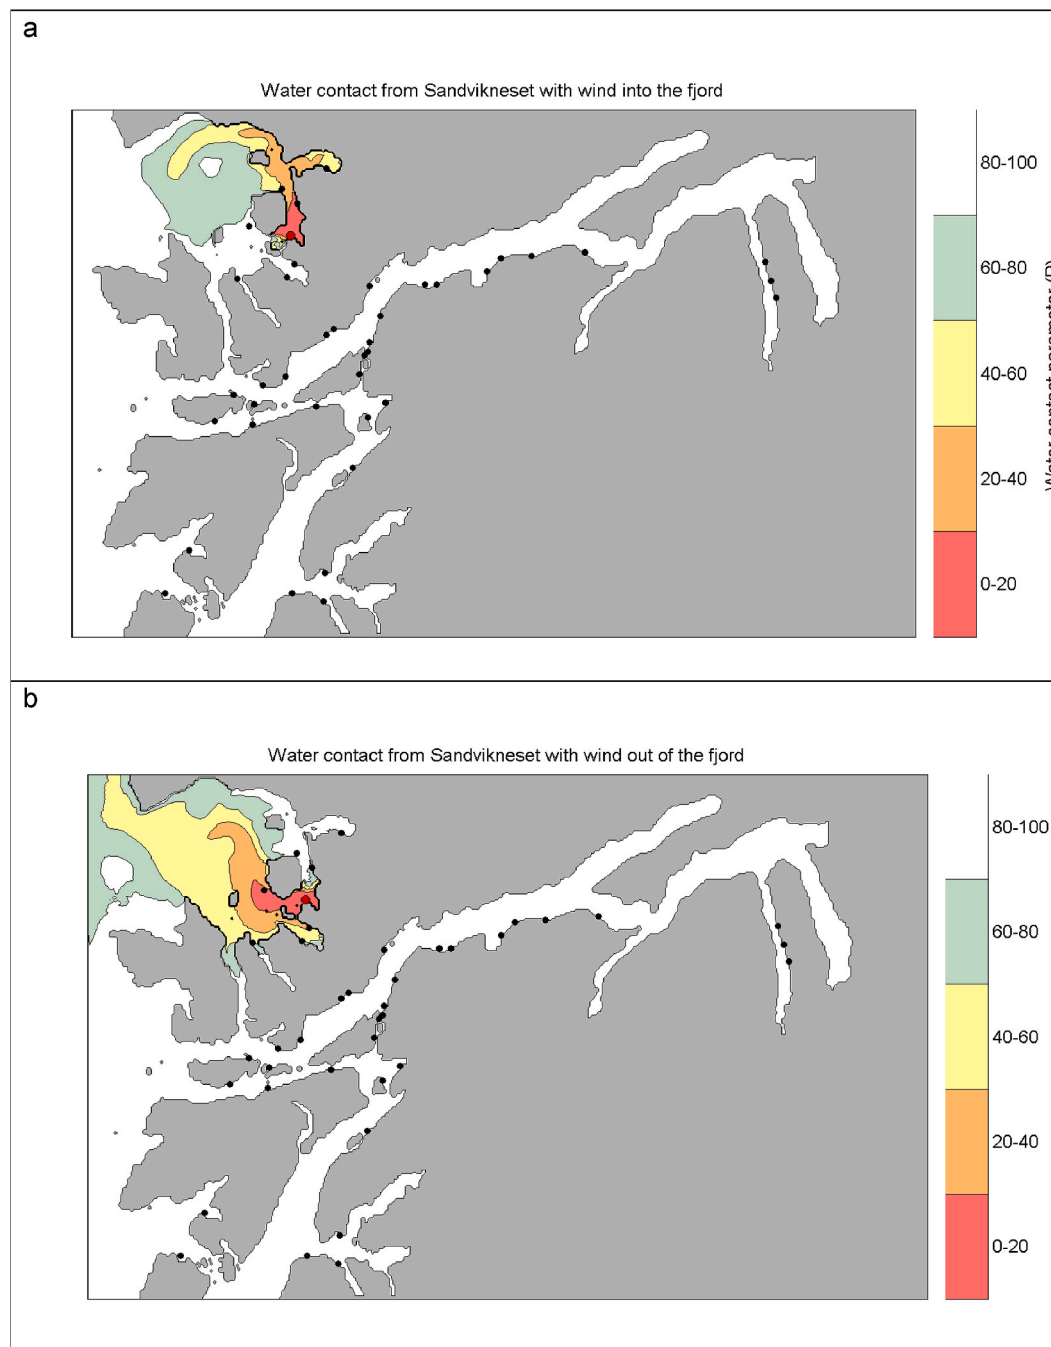 a
Water contact from Sandvikneset with wind into the fjord
80-100
60-80
40-60
20-40
0-20
b
Water contact from Sandvikneset with wind out of the fjord
80-100
60-80
40-60
20-40
0-20